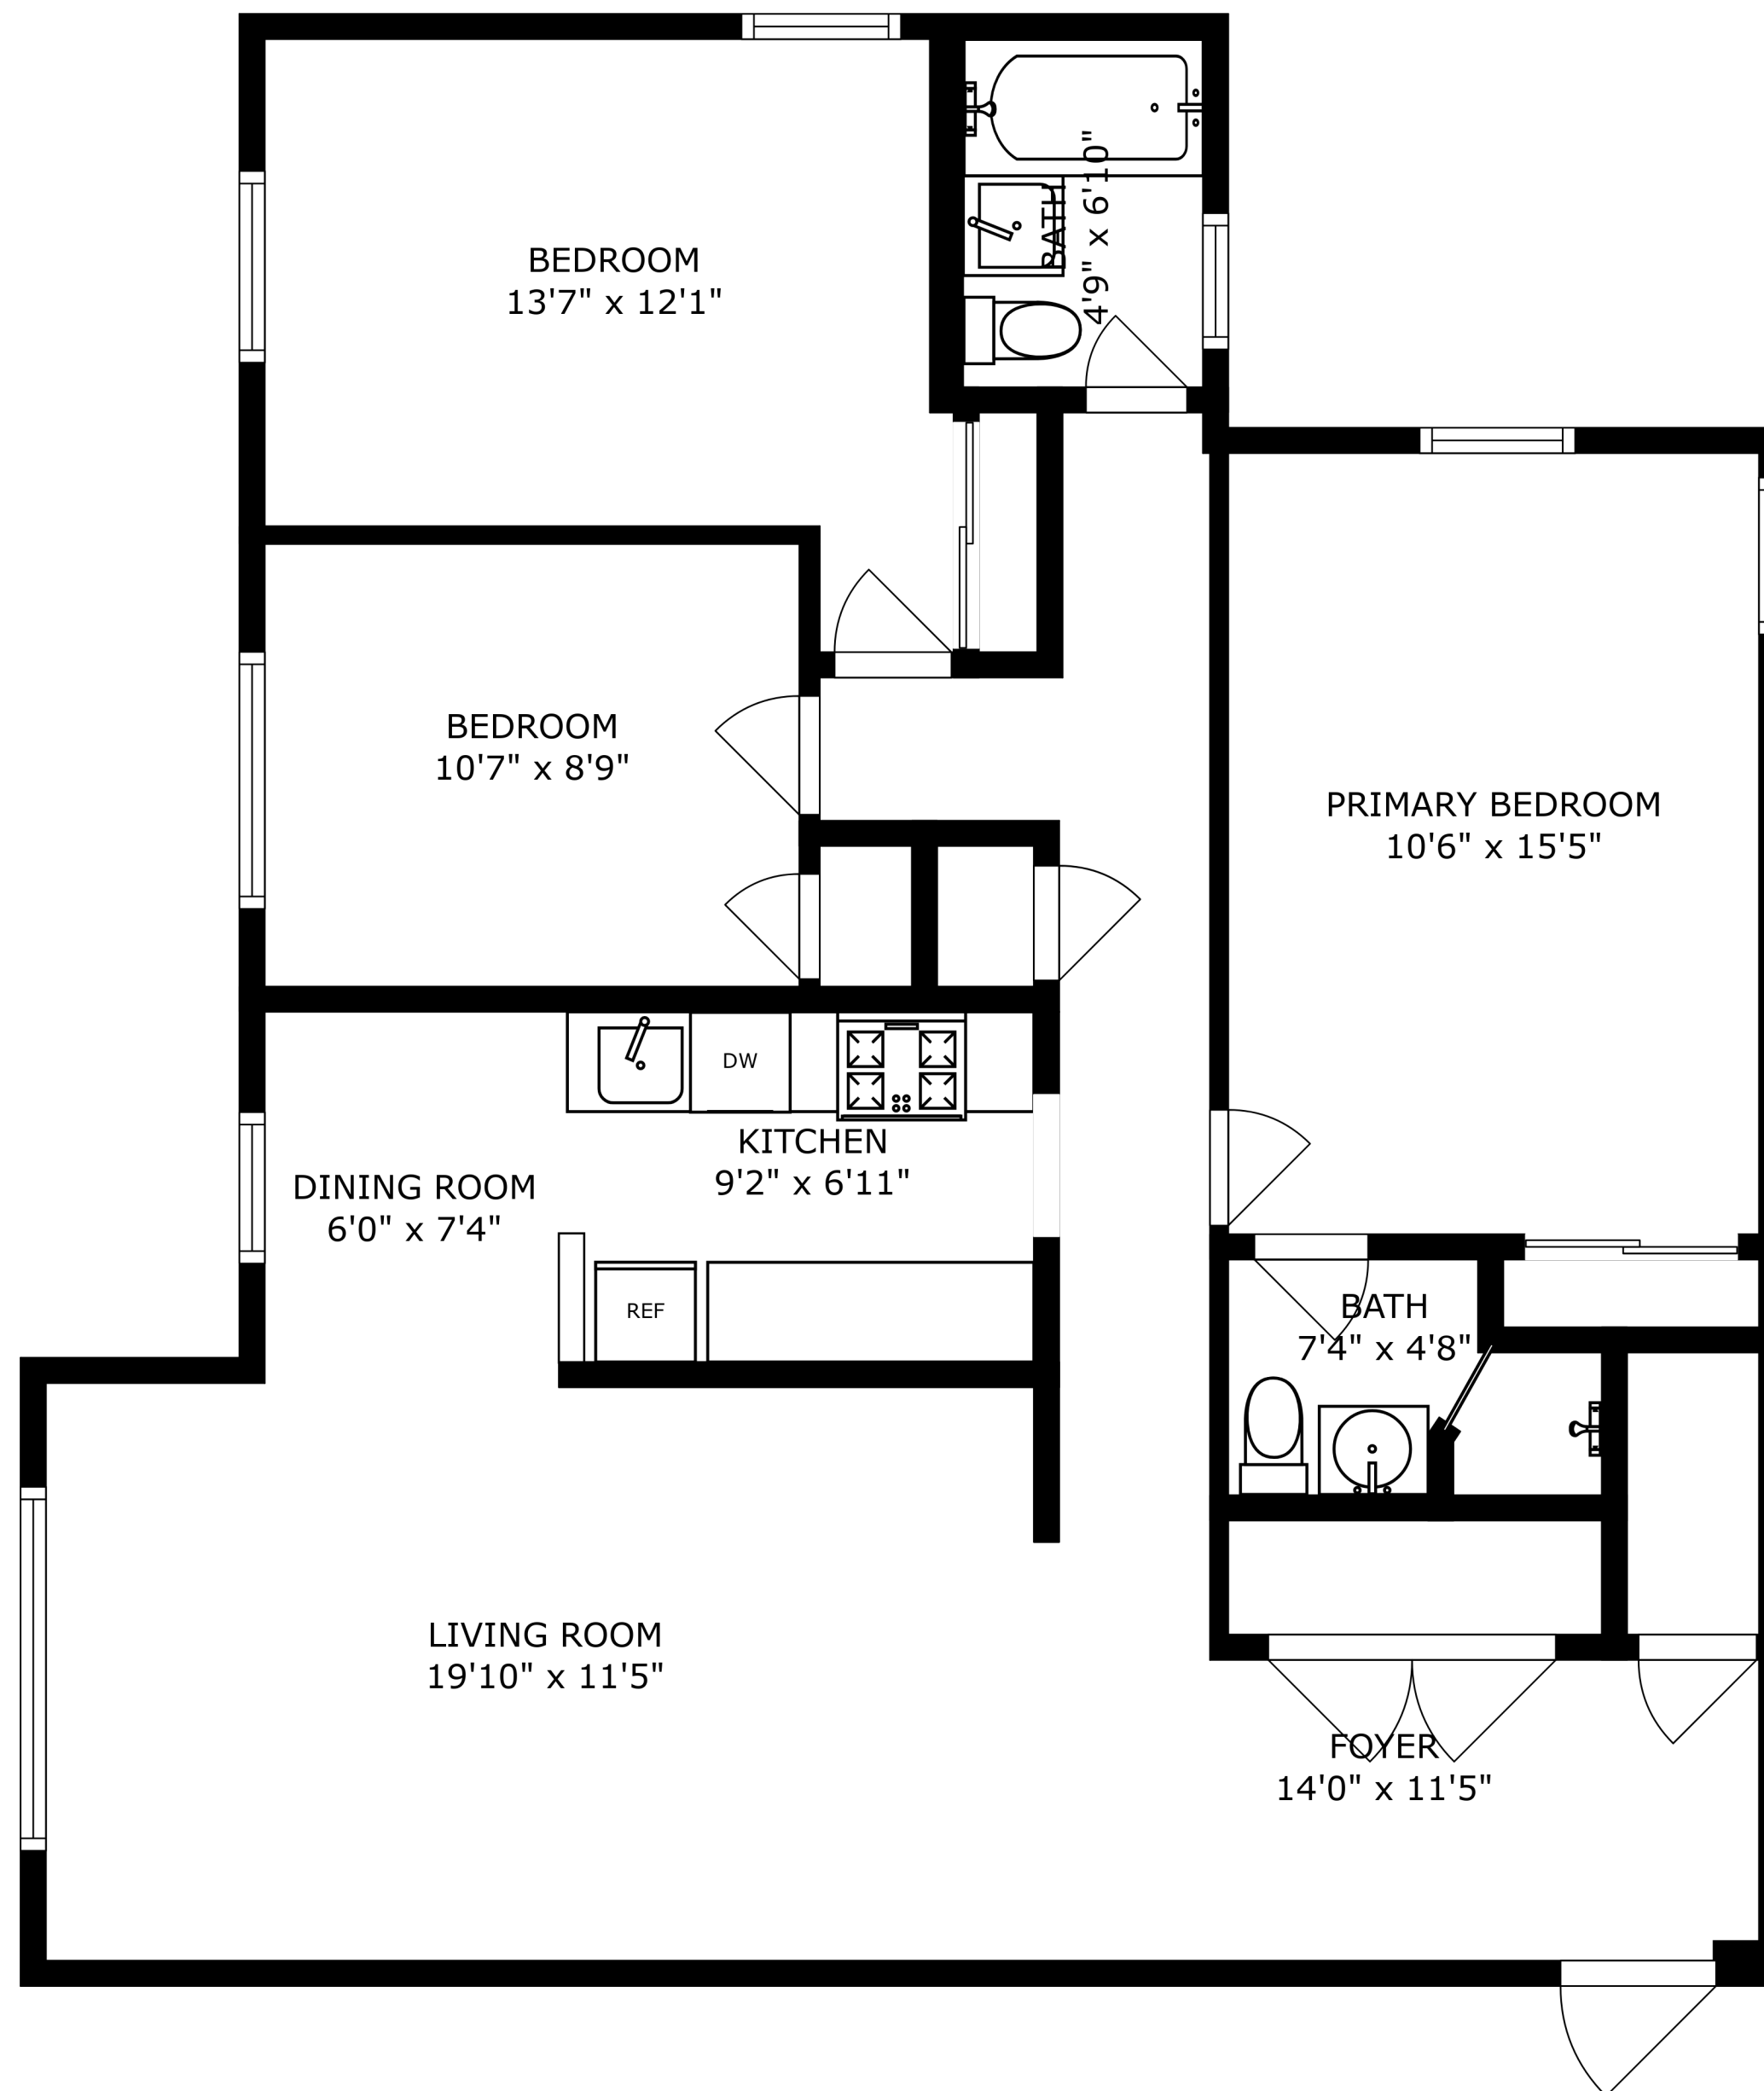 BATH
4'9" x 6'10"
BEDROOM
13'7" x 12'1"
BEDROOM
10'7" x 8'9"
PRIMARY BEDROOM
10'6" x 15'5"
DW
KITCHEN
9'2" x 6'11"
DINING ROOM
6'0" x 7'4"
REF
BATH
7'4" x 4'8"
LIVING ROOM
19'10" x 11'5"
FOYER
14'0" x 11'5"